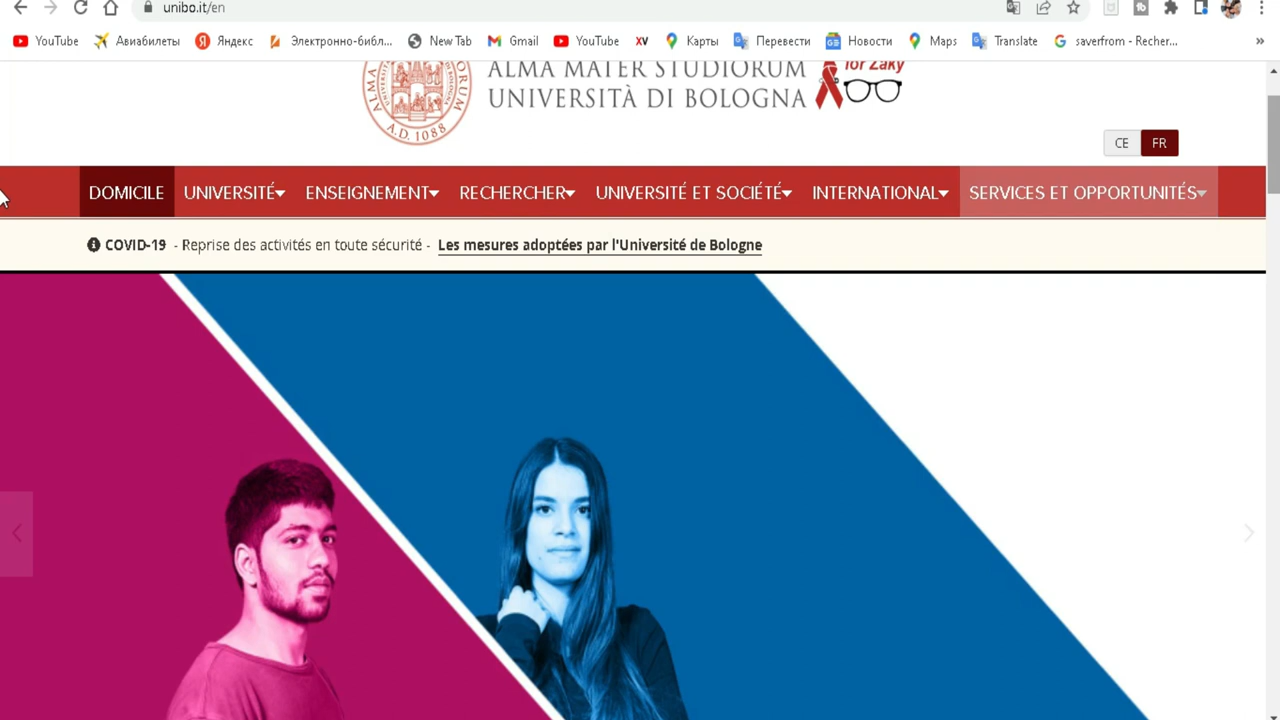 unibo.it/en
YouTube Авиабилеты Яндекс Электронно-библ... New Tab Gmail YouTube XV Карты Перевести Новости Maps Translate saverfrom - Recher... »
ALMA MATER STUDIORUM for Zaky
UNIVERSITÀ DI BOLOGNA
A.D. 1088
CE FR
DOMICILE UNIVERSITÉ ENSEIGNEMENT RECHERCHER UNIVERSITÉ ET SOCIÉTÉ INTERNATIONAL SERVICES ET OPPORTUNITÉS
COVID-19 - Reprise des activités en toute sécurité - Les mesures adoptées par l'Université de Bologne